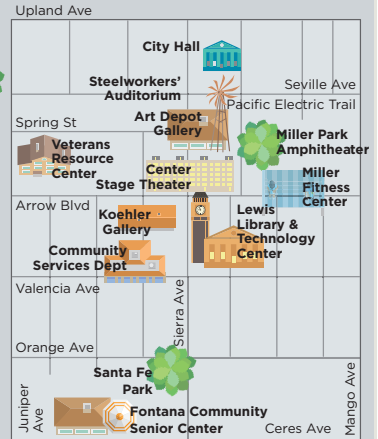 Upland Ave
City Hall
Steelworkers'
Auditorium
Seville Ave
Pacific Electric Trail
Art Depot
Gallery
Spring St
Miller Park
Amphitheater
Veterans
Resource
Center
Center
Stage Theater
Miller
Fitness
Center
Arrow Blvd
Koehler
Gallery
Lewis
Library &
Technology
Center
Community
Services Dept
Valencia Ave
Sierra Ave
Orange Ave
Santa Fe
Park
Juniper
Ave
Mango Ave
Fontana Community
Senior Center
Ceres Ave